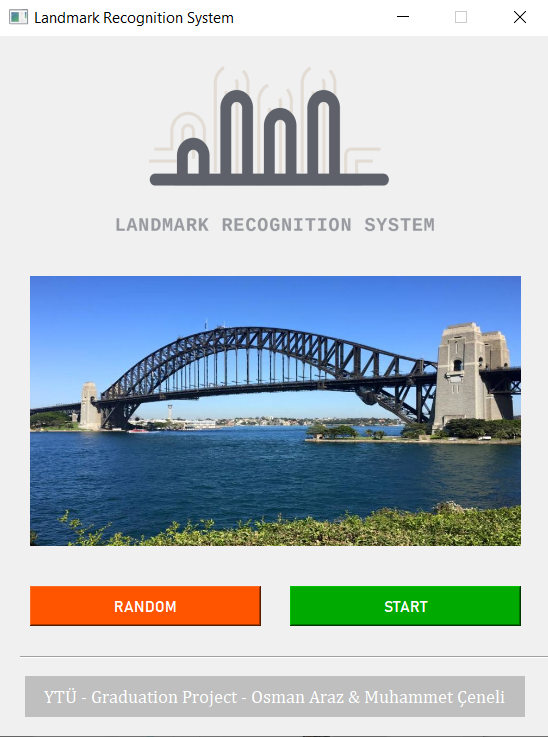 Landmark Recognition System
LANDMARK RECOGNITION SYSTEM
RANDOM
START
YTÜ - Graduation Project - Osman Araz & Muhammet Çeneli